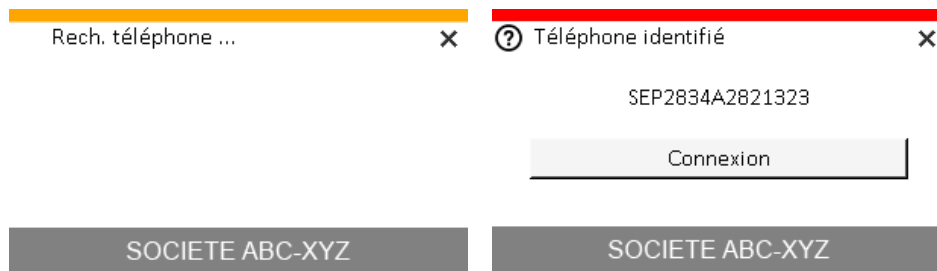 Rech. téléphone ...
SOCIETE ABC-XYZ
Téléphone identifié
SEP2834A2821323
Connexion
SOCIETE ABC-XYZ